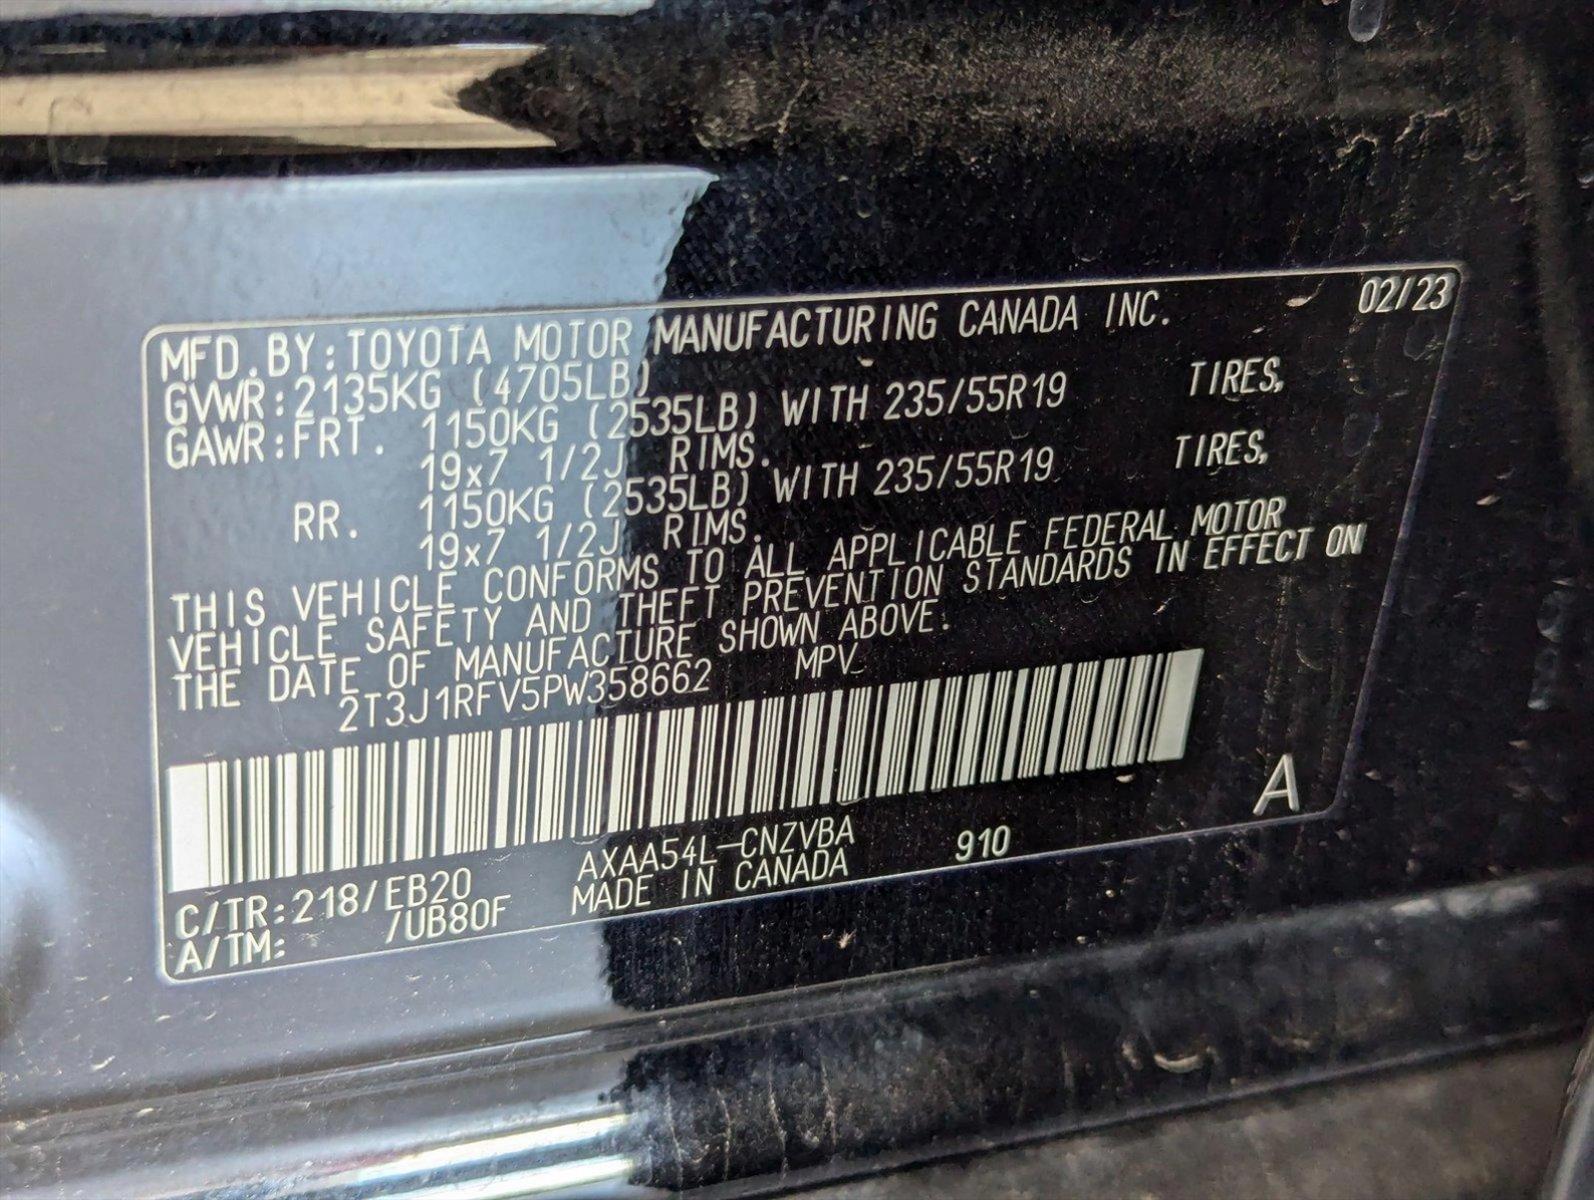 02/23
MFD.BY:TOYOTA MOTOR MANUFACTURING CANADA INC.
GVWR:2135KG (4705LB)
GAWR:FRT. 1150KG (2535LB) WITH 235/55R19 TIRES,
19x7 1/2J RIMS.
RR. 1150KG (2535LB) WITH 235/55R19 TIRES,
19x7 1/2J RIMS.
THIS VEHICLE CONFORMS TO ALL APPLICABLE FEDERAL MOTOR
VEHICLE SAFETY AND THEFT PREVENTION STANDARDS IN EFFECT ON
THE DATE OF MANUFACTURE SHOWN ABOVE.
2T3J1RFV5PW358662 MPV
A
C/TR:218/EB20 AXAA54L-CNZVBA 910
A/TM: /UB80F MADE IN CANADA